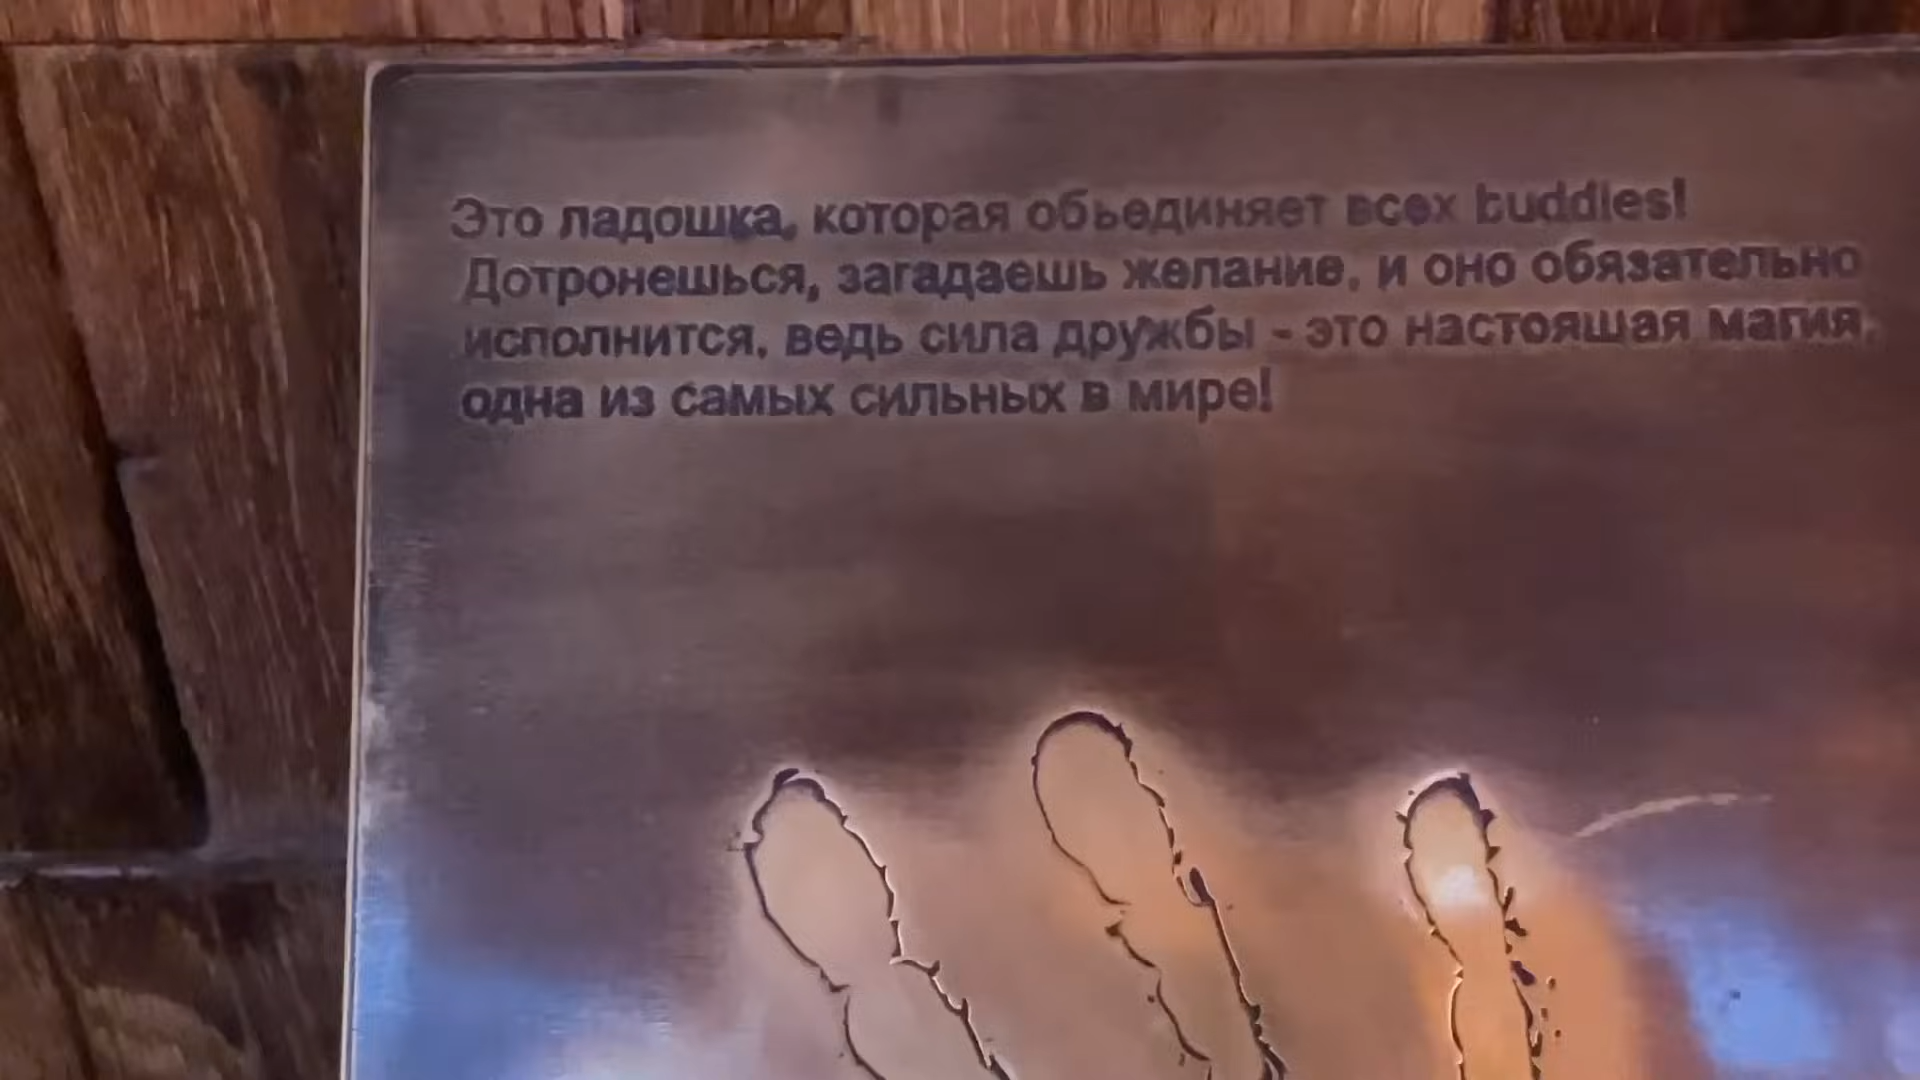 Это ладошка, которая обьединяет всех buddies!
Дотронешься, загадаешь желание, и оно обязательно
исполнится, ведь сила дружбы - это настоящая магия,
одна из самых сильных в мире!